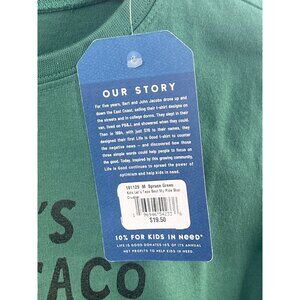 OUR STORY
For five years, Bert and John Jacobs drove up and
down the East Coast, selling their t-shirt designs on
the streets and in college dorms. They slept in their
van, lived on PB&J, and showered when they could.
Then in 1994, with just $78 to their names, they
designed their first Life is Good t-shirt to counter
the negative news – and discovered how those
three simple words could help people to focus on
the good. Today, inspired by this growing community,
Life is Good continues to spread the power of
optimism and help kids in need.
M Spruce Green
$19.50
10% FOR KIDS IN NEED
LIFE IS GOOD DONATES 10% OF ITS ANNUAL
NET PROFITS TO HELP KIDS IN NEED.
'S
TACO